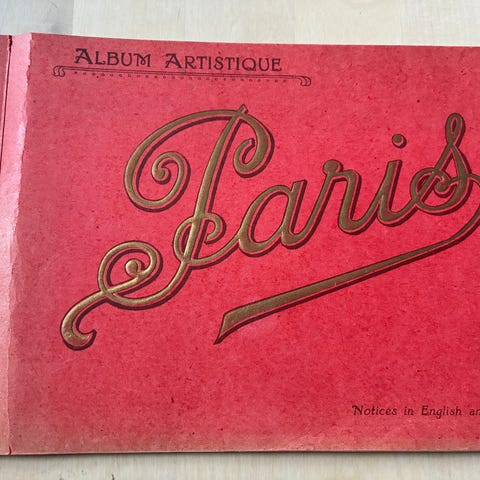 ALBUM ARTISTIQUE
Paris
Notices in English